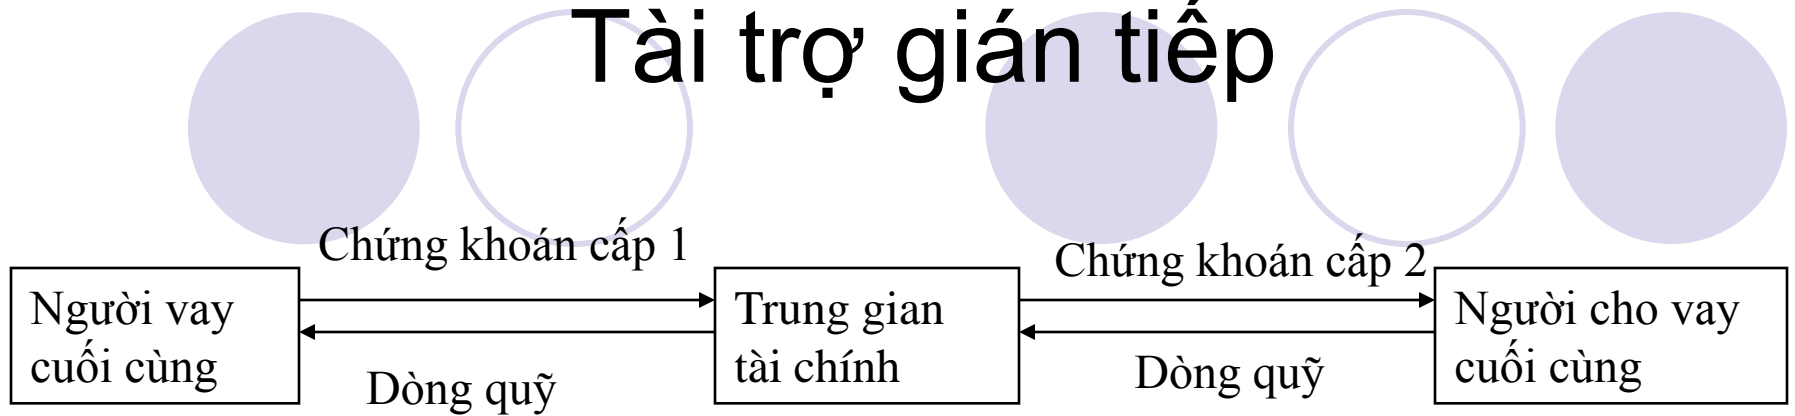 Tài trợ gián tiếp
Chứng khoán cấp 1
Chứng khoán cấp 2
Người vay
cuối cùng
Trung gian
tài chính
Người cho vay
cuối cùng
Dòng quỹ
Dòng quỹ